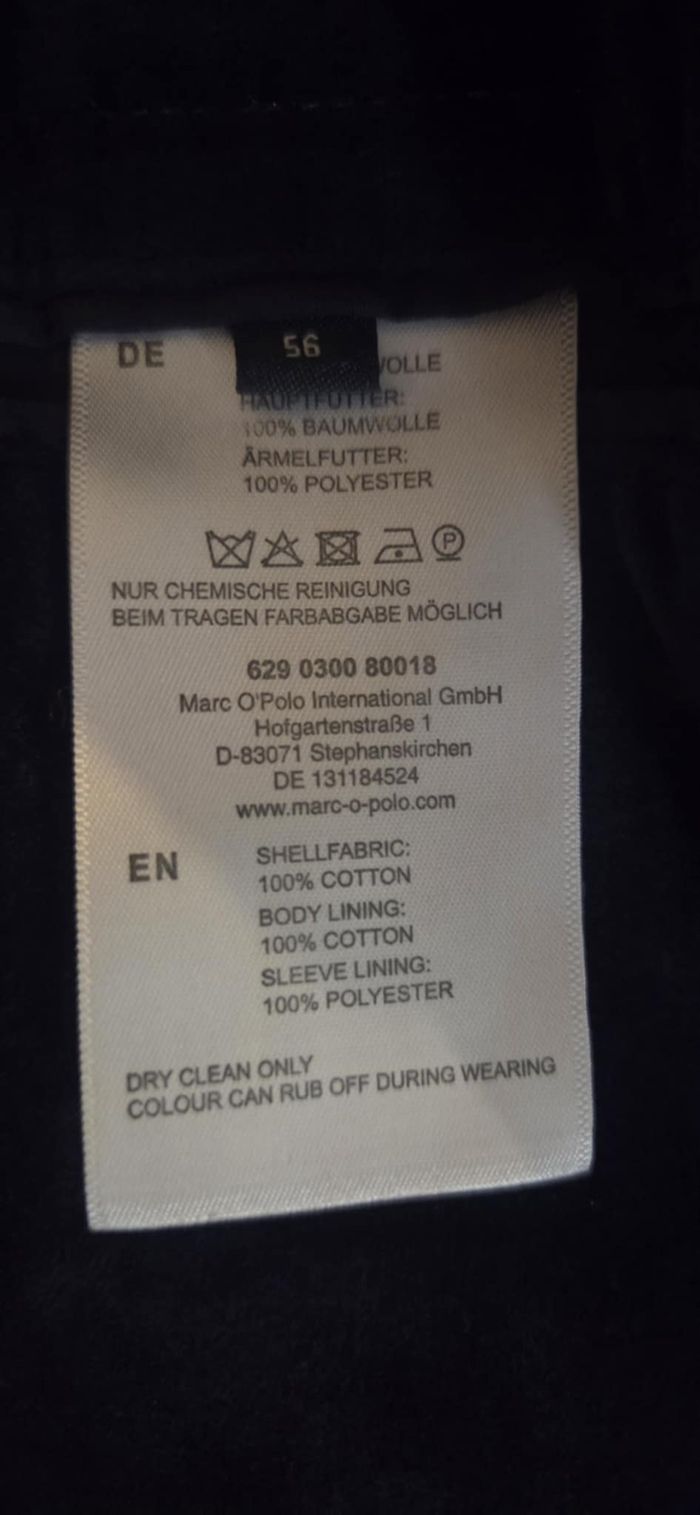 56
DE
HAUPTFUTTER:
100% BAUMWOLLE
ÄRMELFUTTER:
100% POLYESTER
P
NUR CHEMISCHE REINIGUNG
BEIM TRAGEN FARBABGABE MÖGLICH
629 0300 80018
Marc O'Polo International GmbH
Hofgartenstraße 1
D-83071 Stephanskirchen
DE 131184524
www.marc-o-polo.com
EN
SHELLFABRIC:
100% COTTON
BODY LINING:
100% COTTON
SLEEVE LINING:
100% POLYESTER
DRY CLEAN ONLY
COLOUR CAN RUB OFF DURING WEARING